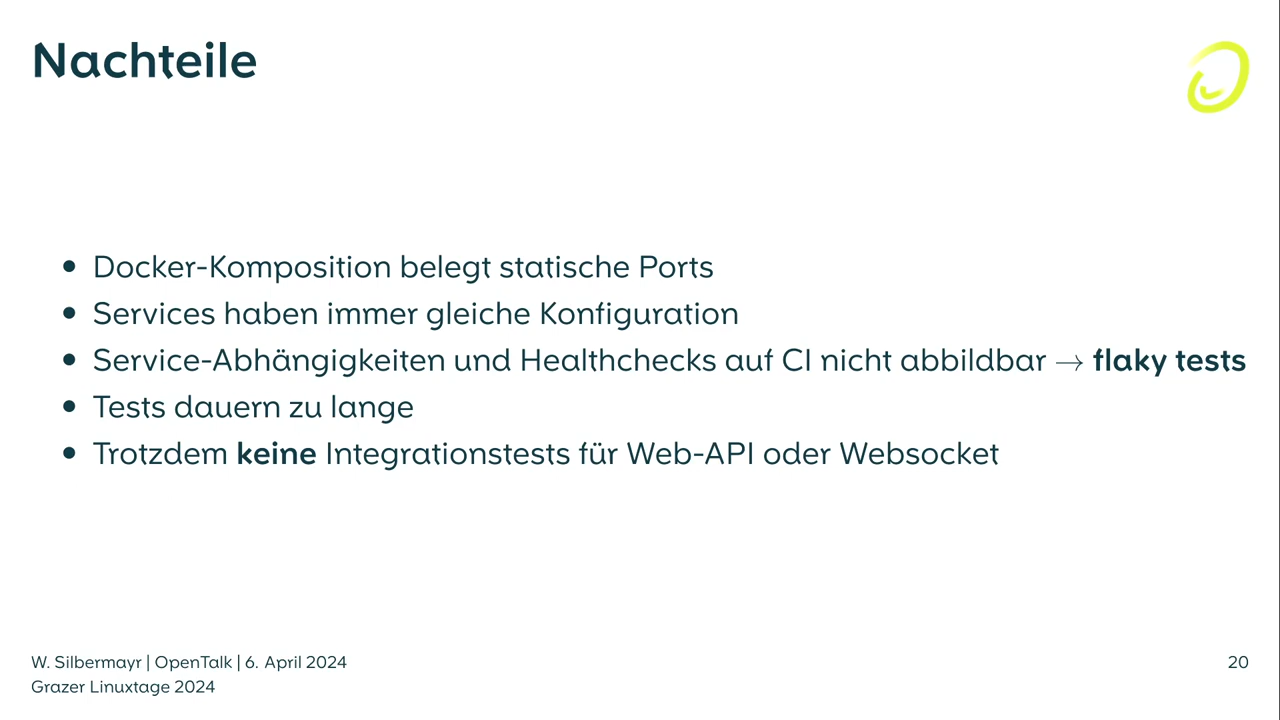 Nachteile
• Docker-Komposition belegt statische Ports
• Services haben immer gleiche Konfiguration
• Service-Abhängigkeiten und Healthchecks auf CI nicht abbildbar → flaky tests
• Tests dauern zu lange
• Trotzdem keine Integrationstests für Web-API oder Websocket
W. Silbermayr | OpenTalk | 6. April 2024
Grazer Linuxtage 2024
20